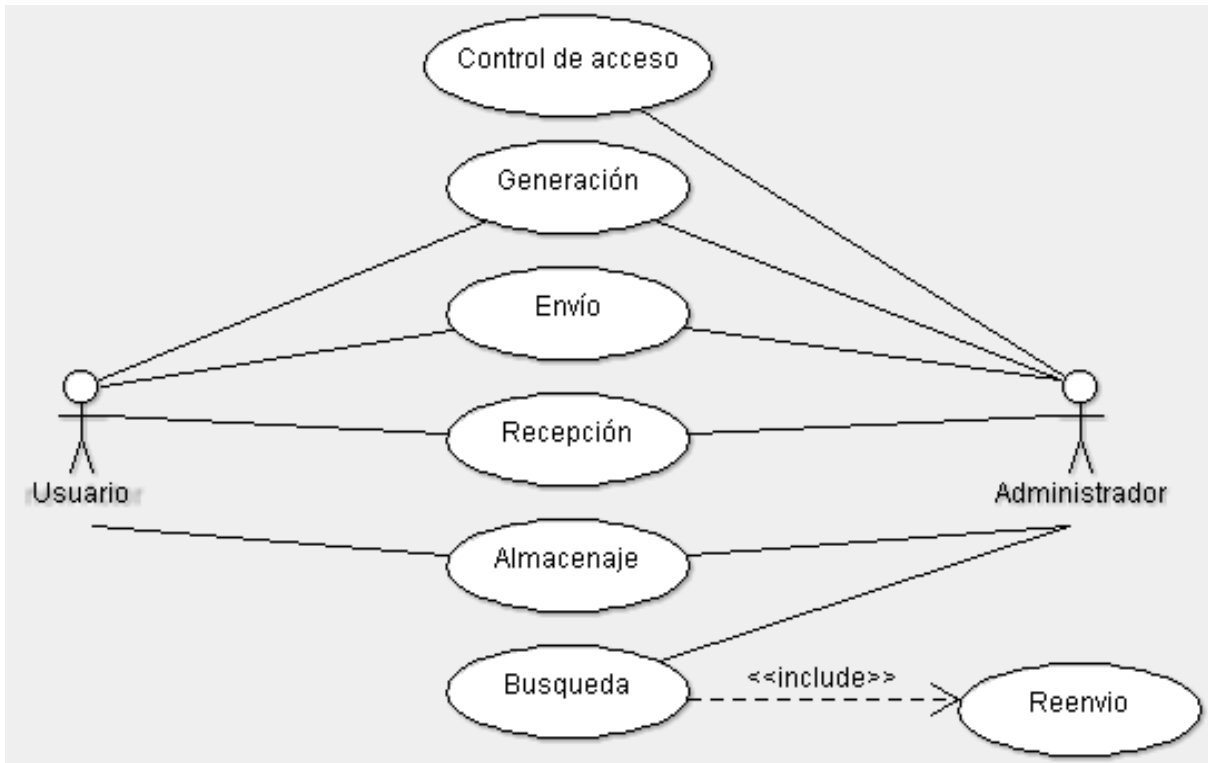 Control de acceso
Generación
Envío
Recepción
Usuario
Administrador
Almacenaje
Busqueda
<<include>>
Reenvio